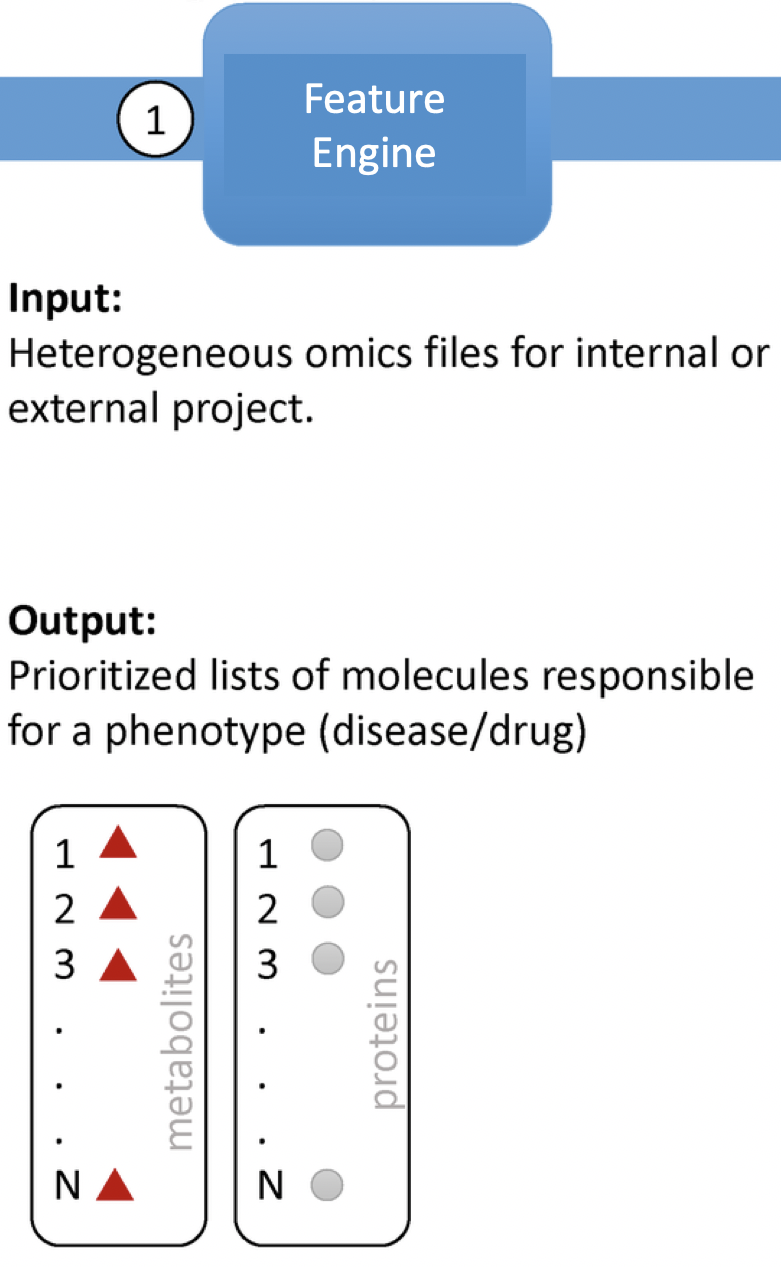 1
Feature
Engine
Input:
Heterogeneous omics files for internal or
external project.
Output:
Prioritized lists of molecules responsible
for a phenotype (disease/drug)
1
2
3
.
.
.
N
metabolites
1
2
3
.
.
.
N
proteins